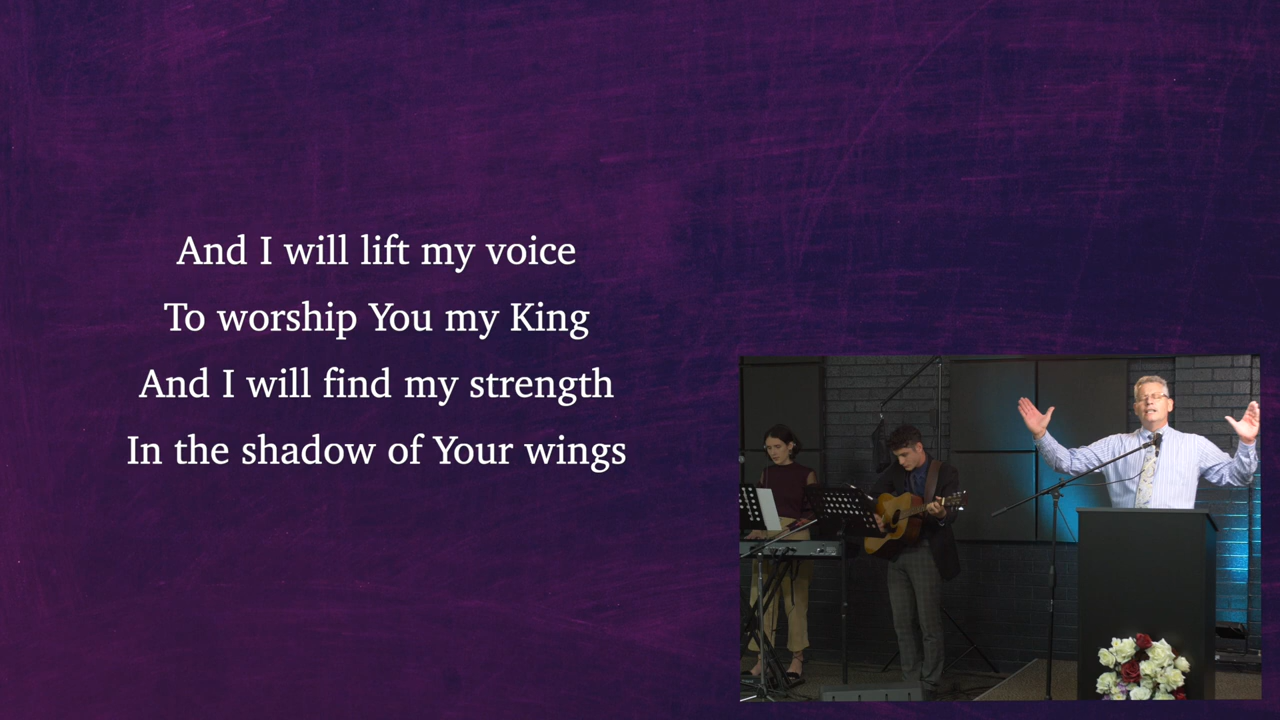 And I will lift my voice
To worship You my King
And I will find my strength
In the shadow of Your wings